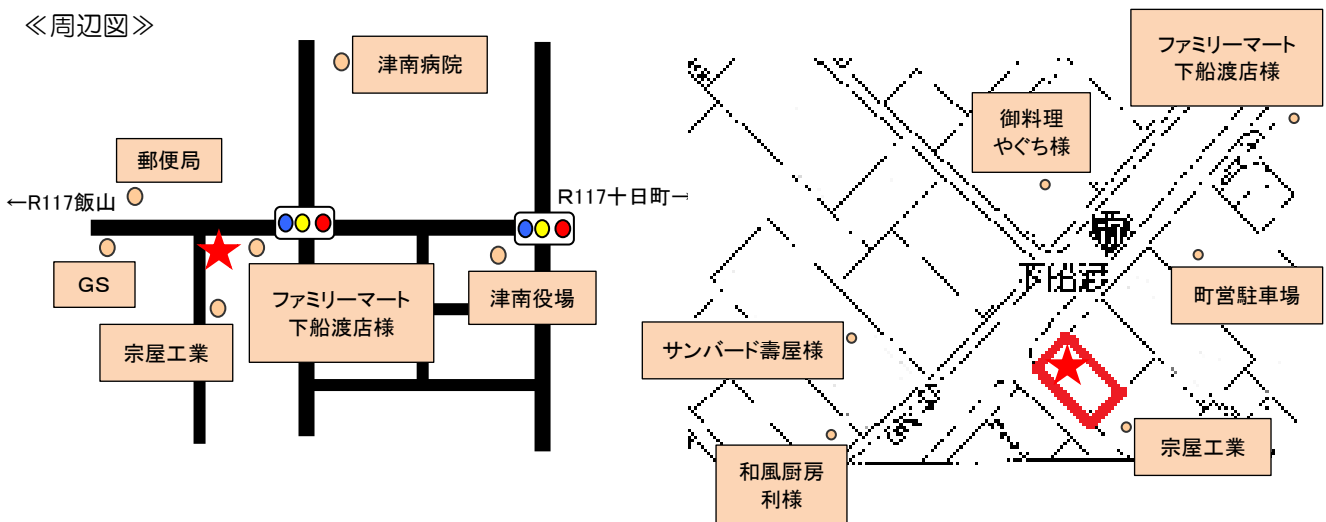 ≪周辺図≫
津南病院
郵便局
←R117飯山
R117十日町→
GS
ファミリーマート
下船渡店様
津南役場
宗屋工業
ファミリーマート
下船渡店様
御料理
やぐち様
下船渡
町営駐車場
サンバード壽屋様
宗屋工業
和風厨房
利様